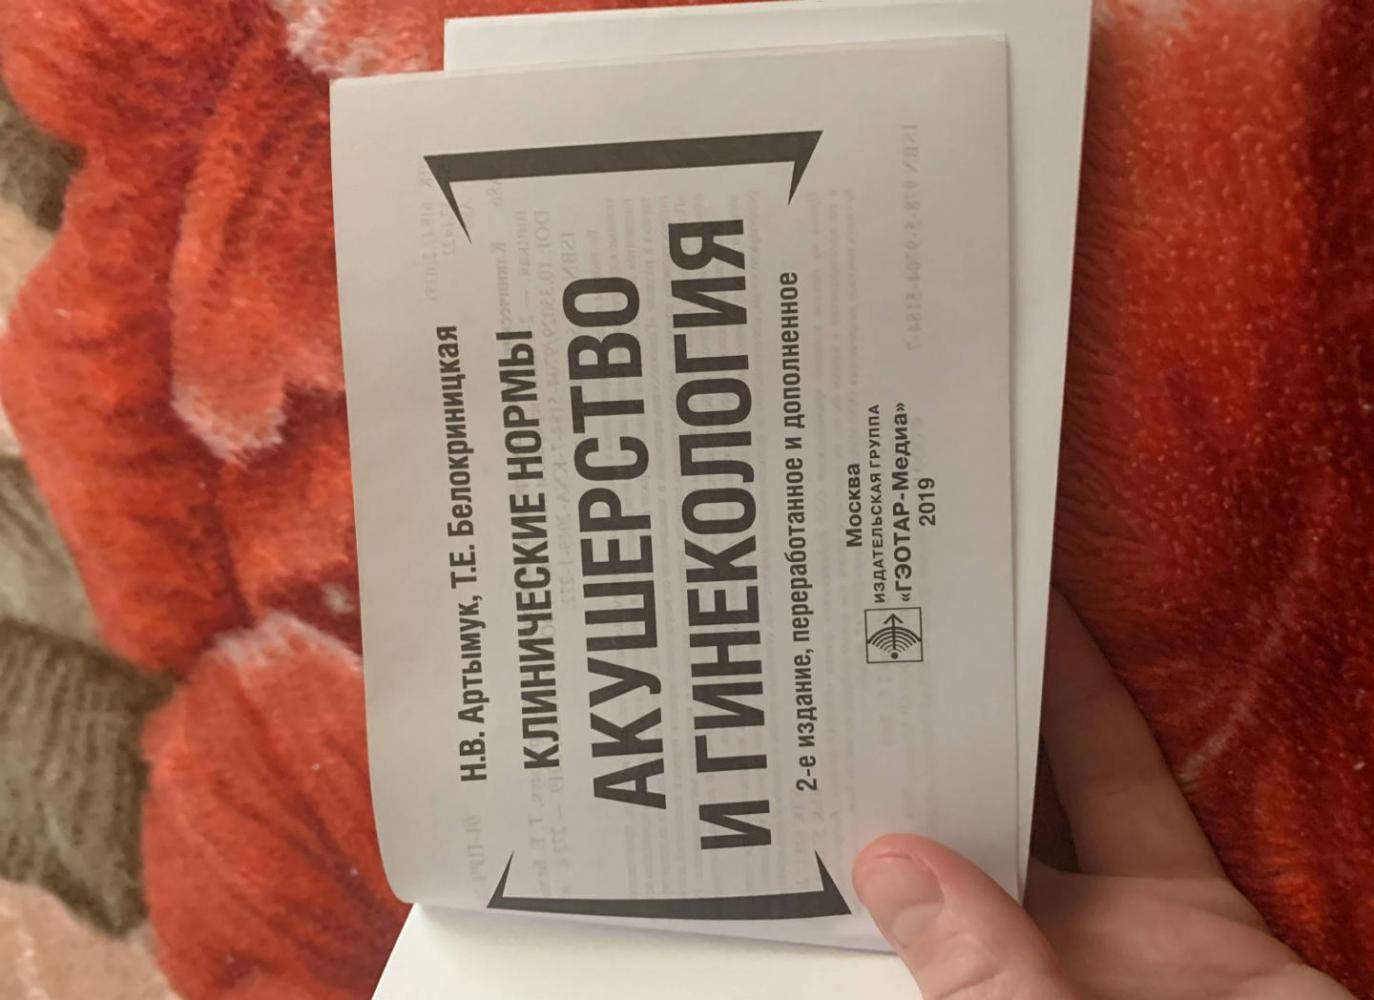 Н.В. Артымук, Т.Е. Белокриницкая
КЛИНИЧЕСКИЕ НОРМЫ
АКУШЕРСТВО
И ГИНЕКОЛОГИЯ
2-е издание, переработанное и дополненное
Москва
ИЗДАТЕЛЬСКАЯ ГРУППА
«ГЭОТАР-Медиа»
2019